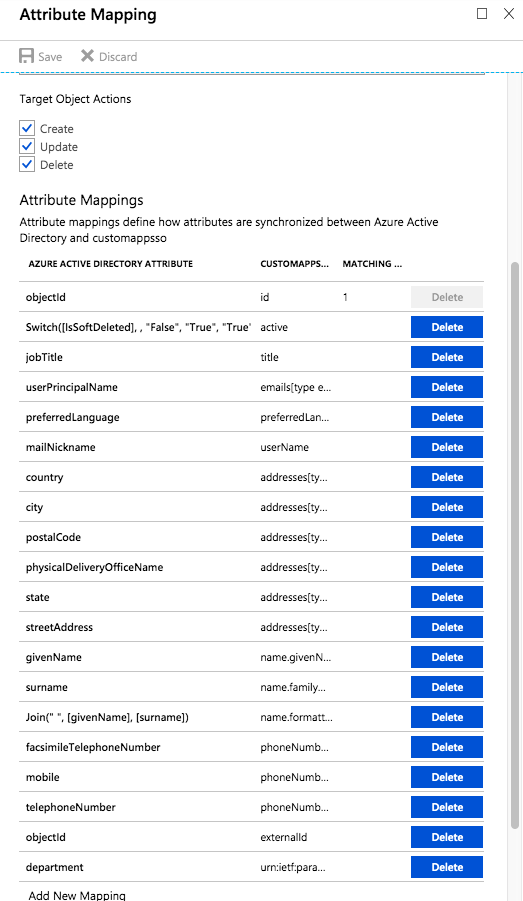 Attribute Mapping
Save Discard
Target Object Actions
Create
Update
Delete
Attribute Mappings
Attribute mappings define how attributes are synchronized between Azure Active
Directory and customappsso
AZURE ACTIVE DIRECTORY ATTRIBUTE CUSTOMAPPS... MATCHING ...
objectId id 1 Delete
Switch([IsSoftDeleted], , "False", "True", "True" active Delete
jobTitle title Delete
userPrincipalName emails[type e... Delete
preferredLanguage preferredLan... Delete
mailNickname userName Delete
country addresses[ty... Delete
city addresses[ty... Delete
postalCode addresses[ty... Delete
physicalDeliveryOfficeName addresses[ty... Delete
state addresses[ty... Delete
streetAddress addresses[ty... Delete
givenName name.givenN... Delete
surname name.family... Delete
Join(" ", [givenName], [surname]) name.formatt... Delete
facsimileTelephoneNumber phoneNumb... Delete
mobile phoneNumb... Delete
telephoneNumber phoneNumb... Delete
objectId externalId Delete
department urn:ietf:para... Delete
Add New Mapping